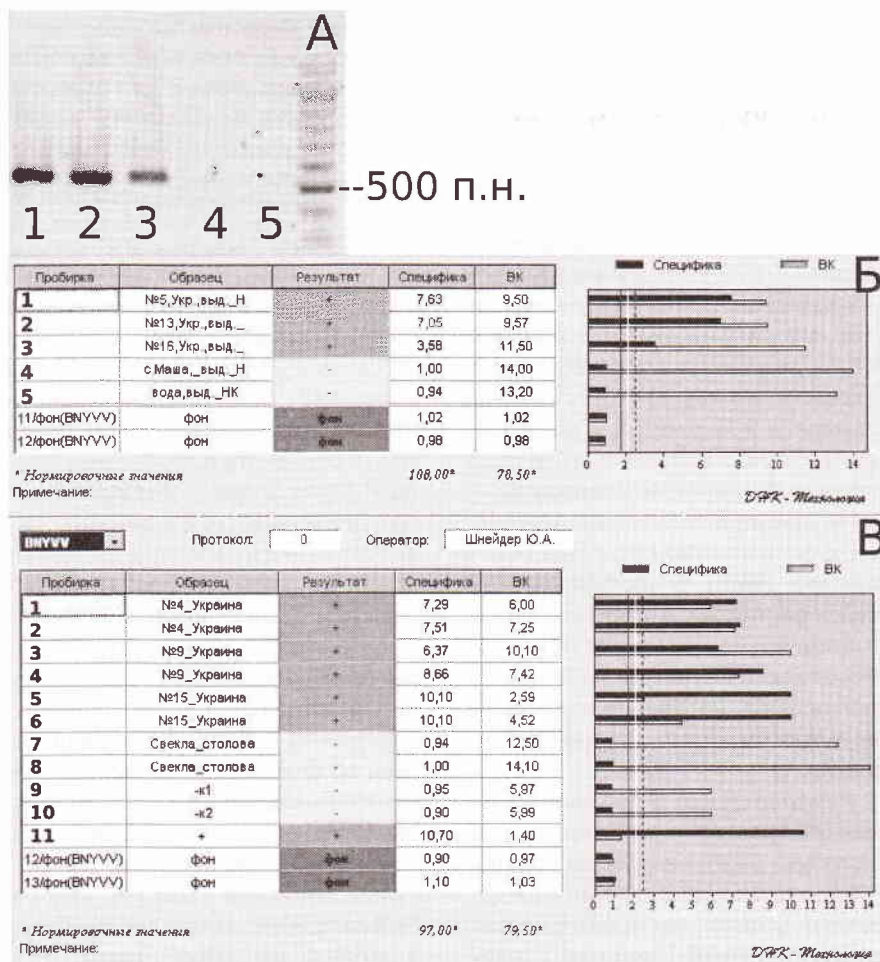 А
--500 п.н.
1 2 3 4 5
Специфика ВК
Б
Пробирка Образец Результат Специфика ВК
1 №5,Укр.,выд._Н + 7,63 9,50
2 №13,Укр.,выд._ + 7,05 9,57
3 №16,Укр.,выд._ + 3,58 11,50
4 с Маша,_выд._Н - 1,00 14,00
5 вода,выд._НК - 0,94 13,20
11/фон(BNYVV) фон фон 1,02 1,02
12/фон(BNYVV) фон фон 0,98 0,98
0 2 4 6 8 10 12 14
* Нормировочные значения 108,00* 78,50*
Примечание:
ДНК - Технология
BNYVV Протокол: 0 Оператор: Шнейдер Ю.А.
В
Специфика ВК
Пробирка Образец Результат Специфика ВК
1 №4_Украина + 7,29 6,00
2 №4_Украина + 7,51 7,25
3 №9_Украина + 6,37 10,10
4 №9_Украина + 8,66 7,42
5 №15_Украина + 10,10 2,59
6 №15_Украина + 10,10 4,52
7 Свекла_столова - 0,94 12,50
8 Свекла_столова - 1,00 14,10
9 -к1 - 0,95 5,97
10 -к2 - 0,90 5,99
11 + + 10,70 1,40
12/фон(BNYVV) фон фон 0,90 0,97
13/фон(BNYVV) фон фон 1,10 1,03
0 1 2 3 4 5 6 7 8 9 10 11 12 13 14
* Нормировочные значения 97,00* 79,50*
Примечание:
ДНК - Технология